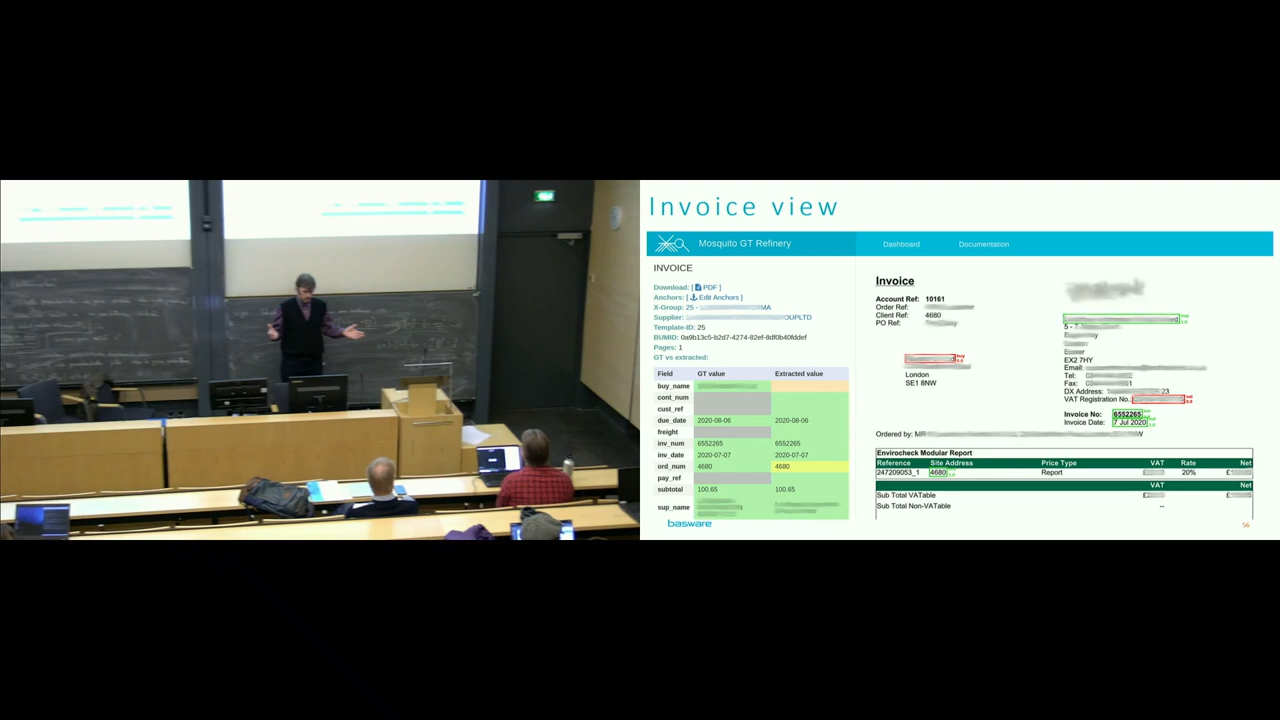 Invoice view
Mosquito GT Refinery
Dashboard
Documentation
INVOICE
Download: [ PDF ]
Anchors: [ Edit Anchors ]
X-Group: 25 - MA
Supplier: OUPLTD
Template-ID: 25
BUMID: 0a9b13c5-b2d7-4274-82ef-8df0b40fddef
Pages: 1
GT vs extracted:
Field GT value Extracted value
buy_name
cont_num
cust_ref
due_date 2020-08-06 2020-08-06
freight
inv_num 6552265 6552265
inv_date 2020-07-07 2020-07-07
ord_num 4680 4680
pay_ref
subtotal 100.65 100.65
sup_name
basware
Invoice
Account Ref: 10161
Order Ref:
Client Ref: 4680
PO Ref:
London
SE1 8NW
5 -
EX2 7HY
Email:
Tel:
Fax:
DX Address: 23
VAT Registration No.:
Invoice No: 6552265
Invoice Date: 7 Jul 2020
Ordered by:
Envirocheck Modular Report
Reference Site Address Price Type VAT Rate Net
247209053_1 4680 Report £ 20% £
VAT Net
Sub Total VATable £ £
Sub Total Non-VATable --
56